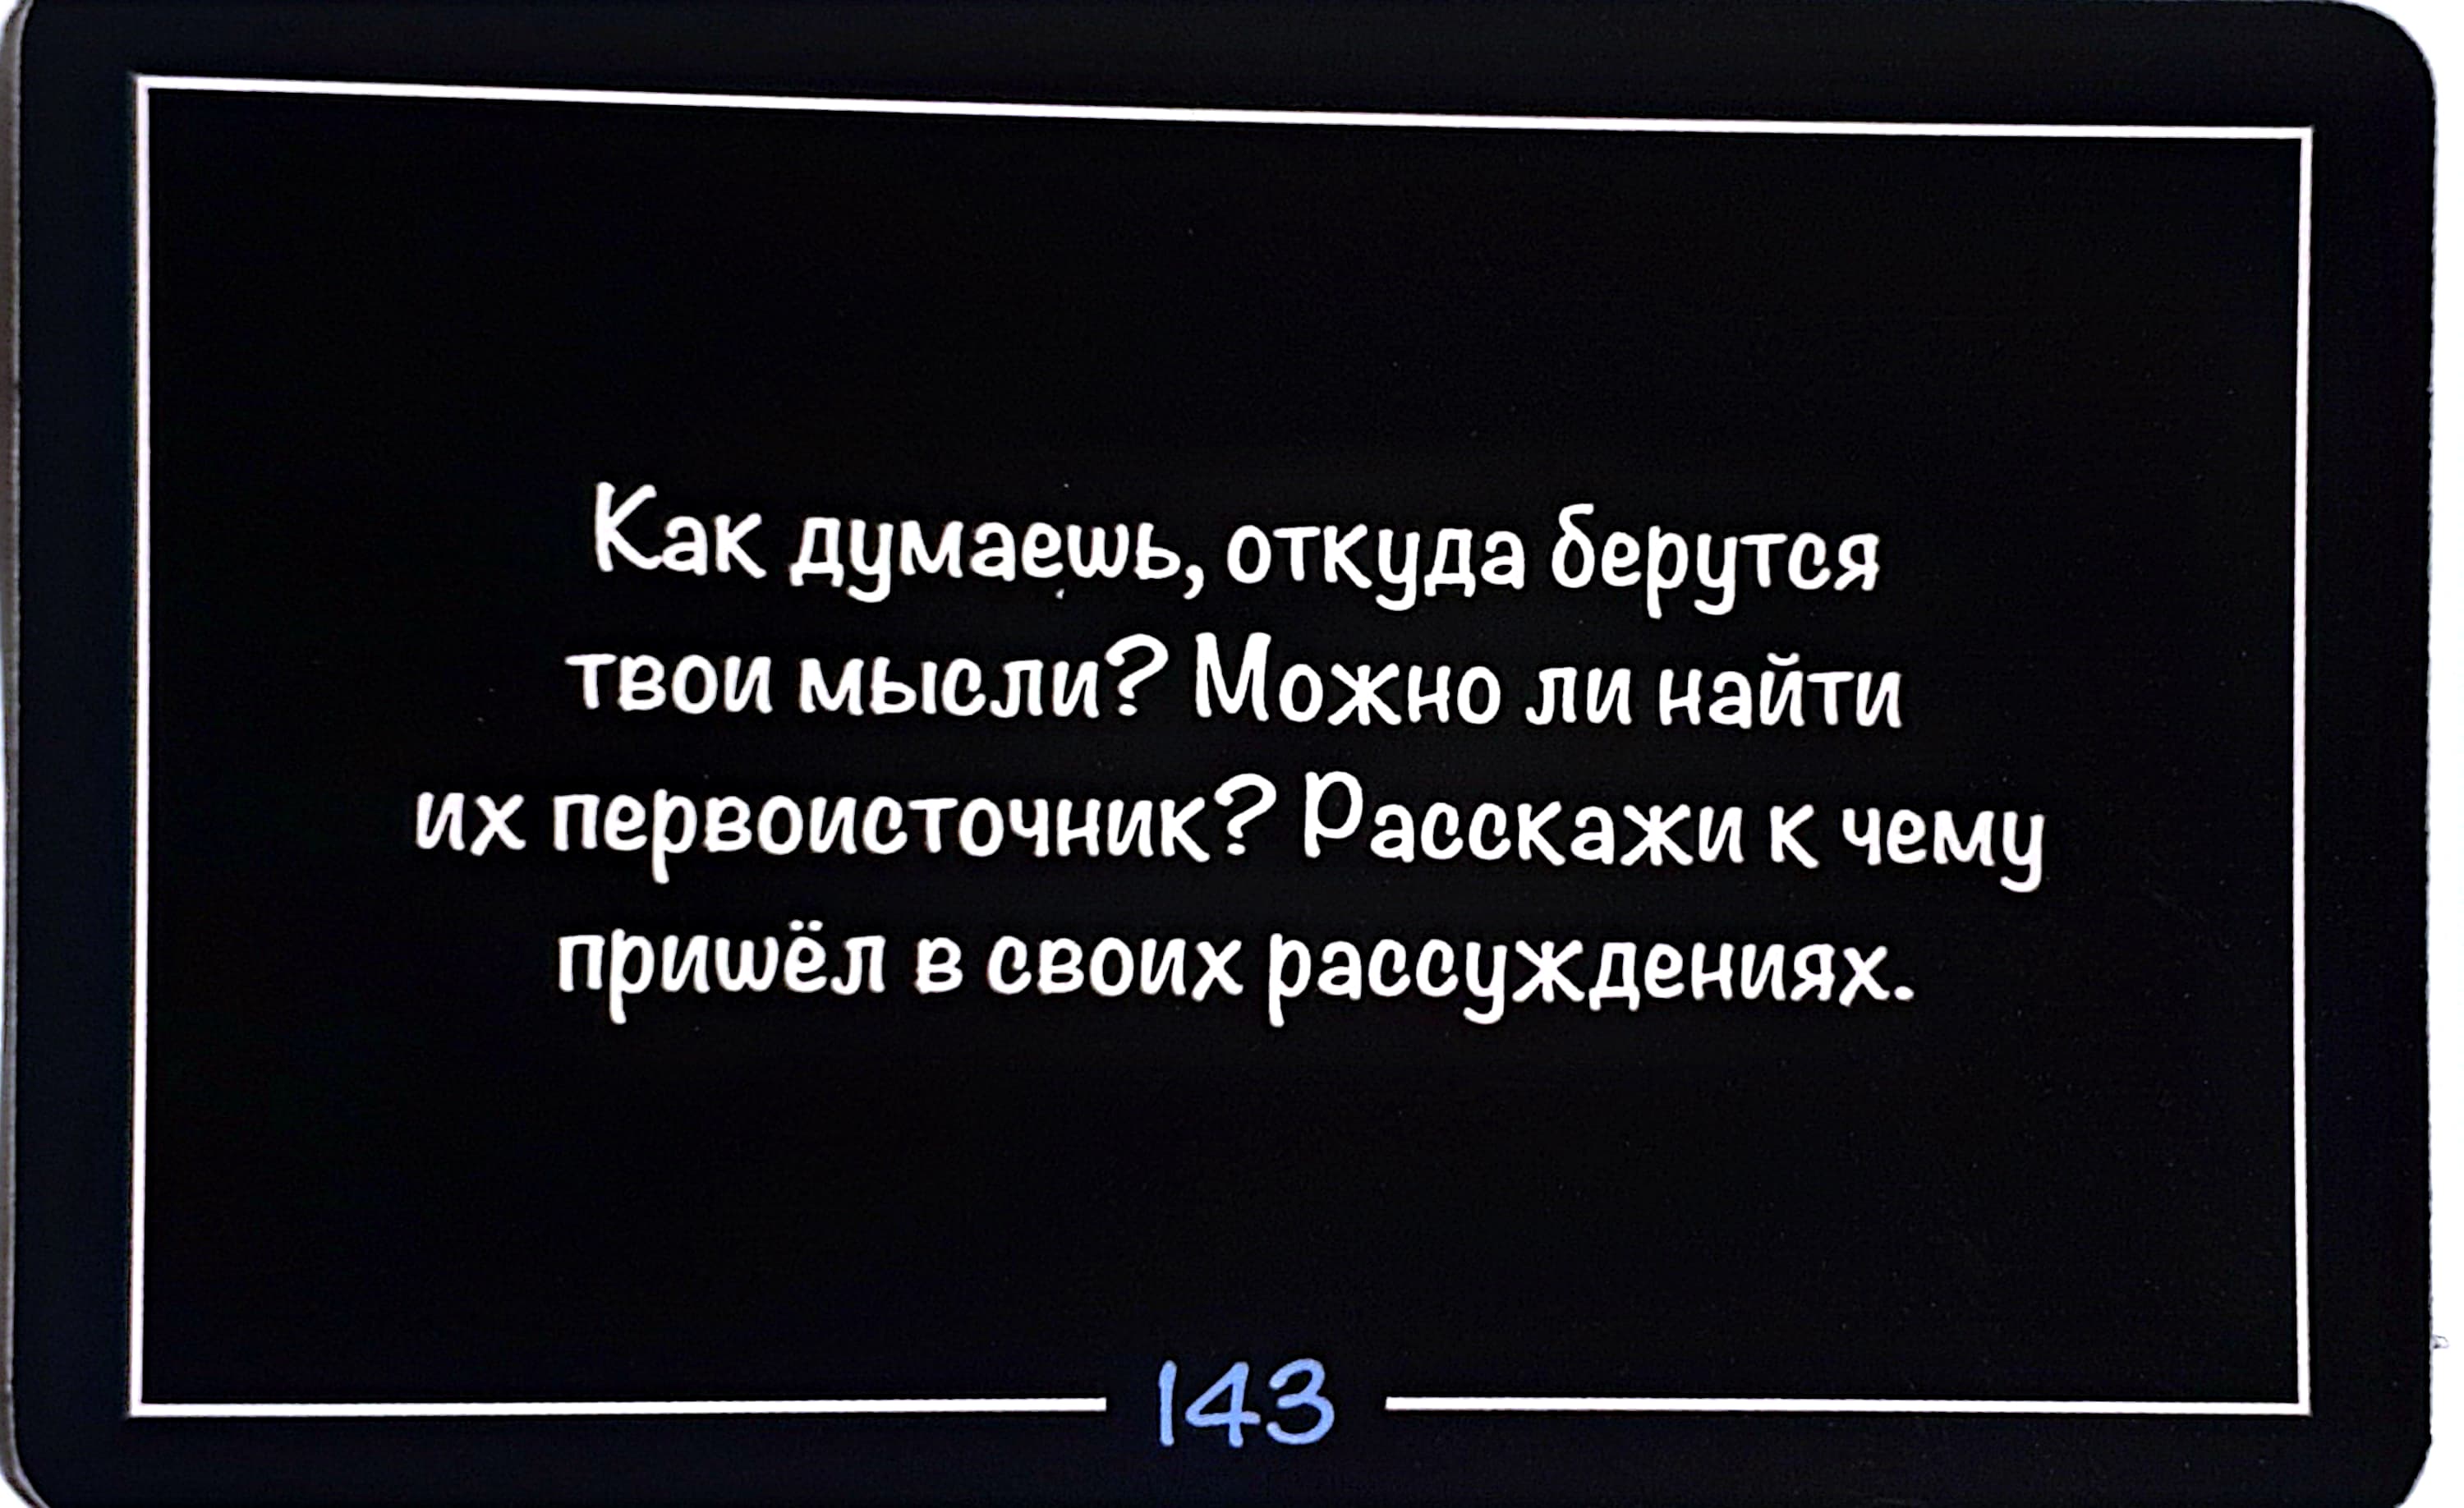 Как думаешь, откуда берутся
твои мысли? Можно ли найти
их первоисточник? Расскажи к чему
пришёл в своих рассуждениях.
143